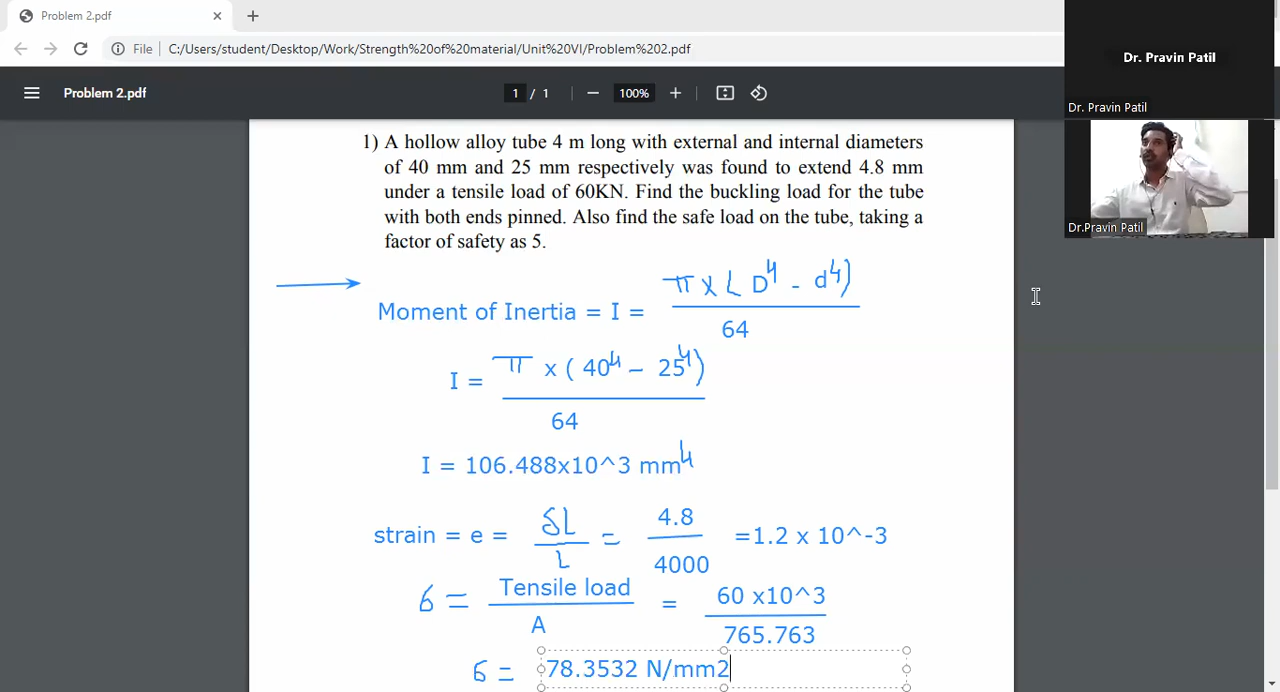 Problem 2.pdf
File C:/Users/student/Desktop/Work/Strength%20of%20material/Unit%20VI/Problem%202.pdf
Dr. Pravin Patil
Dr. Pravin Patil
Dr.Pravin Patil
Problem 2.pdf 1 / 1 100%
1) A hollow alloy tube 4 m long with external and internal diameters
of 40 mm and 25 mm respectively was found to extend 4.8 mm
under a tensile load of 60KN. Find the buckling load for the tube
with both ends pinned. Also find the safe load on the tube, taking a
factor of safety as 5.
π x ( D4 - d4)
Moment of Inertia = I =
64
π x ( 404 - 254)
I =
64
I = 106.488x10^3 mm4
strain = e = δL = 4.8 =1.2 x 10^-3
L 4000
σ = Tensile load = 60 x10^3
A 765.763
σ = 78.3532 N/mm2